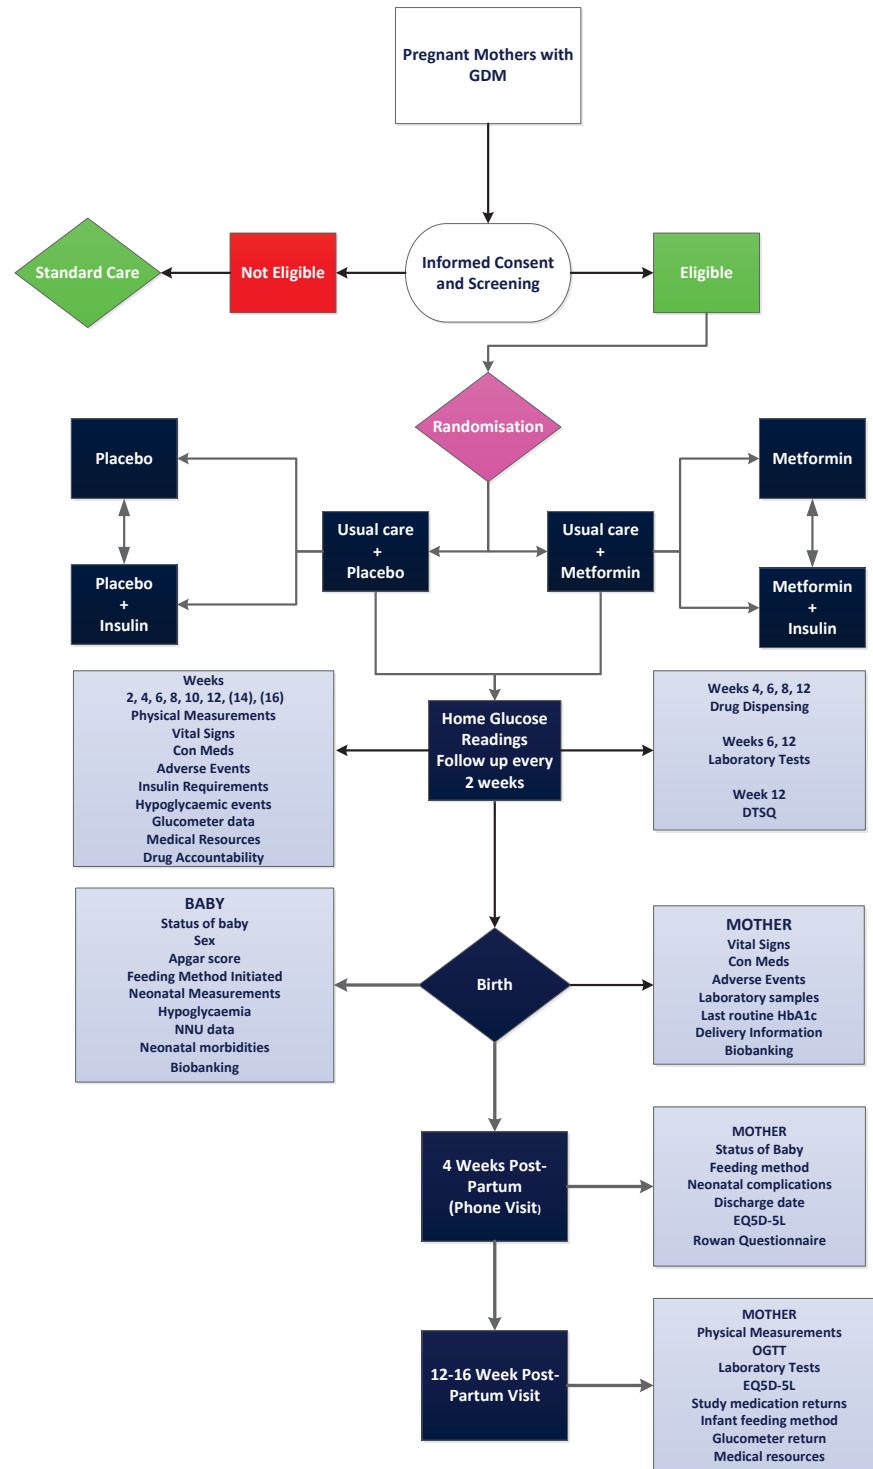 Pregnant Mothers with
GDM
Informed Consent
and Screening
Standard Care
Not Eligible
Eligible
Randomisation
Placebo
Metformin
Usual care
+
Placebo
Usual care
+
Metformin
Placebo
+
Insulin
Metformin
+
Insulin
Weeks
2, 4, 6, 8, 10, 12, (14), (16)
Physical Measurements
Vital Signs
Con Meds
Adverse Events
Insulin Requirements
Hypoglycaemic events
Glucometer data
Medical Resources
Drug Accountability
Home Glucose
Readings
Follow up every
2 weeks
Weeks 4, 6, 8, 12
Drug Dispensing
Weeks 6, 12
Laboratory Tests
Week 12
DTSQ
BABY
Status of baby
Sex
Apgar score
Feeding Method Initiated
Neonatal Measurements
Hypoglycaemia
NNU data
Neonatal morbidities
Biobanking
Birth
MOTHER
Vital Signs
Con Meds
Adverse Events
Laboratory samples
Last routine HbA1c
Delivery Information
Biobanking
4 Weeks Post-
Partum
(Phone Visit)
MOTHER
Status of Baby
Feeding method
Neonatal complications
Discharge date
EQ5D-5L
Rowan Questionnaire
12-16 Week Post-
Partum Visit
MOTHER
Physical Measurements
OGTT
Laboratory Tests
EQ5D-5L
Study medication returns
Infant feeding method
Glucometer return
Medical resources